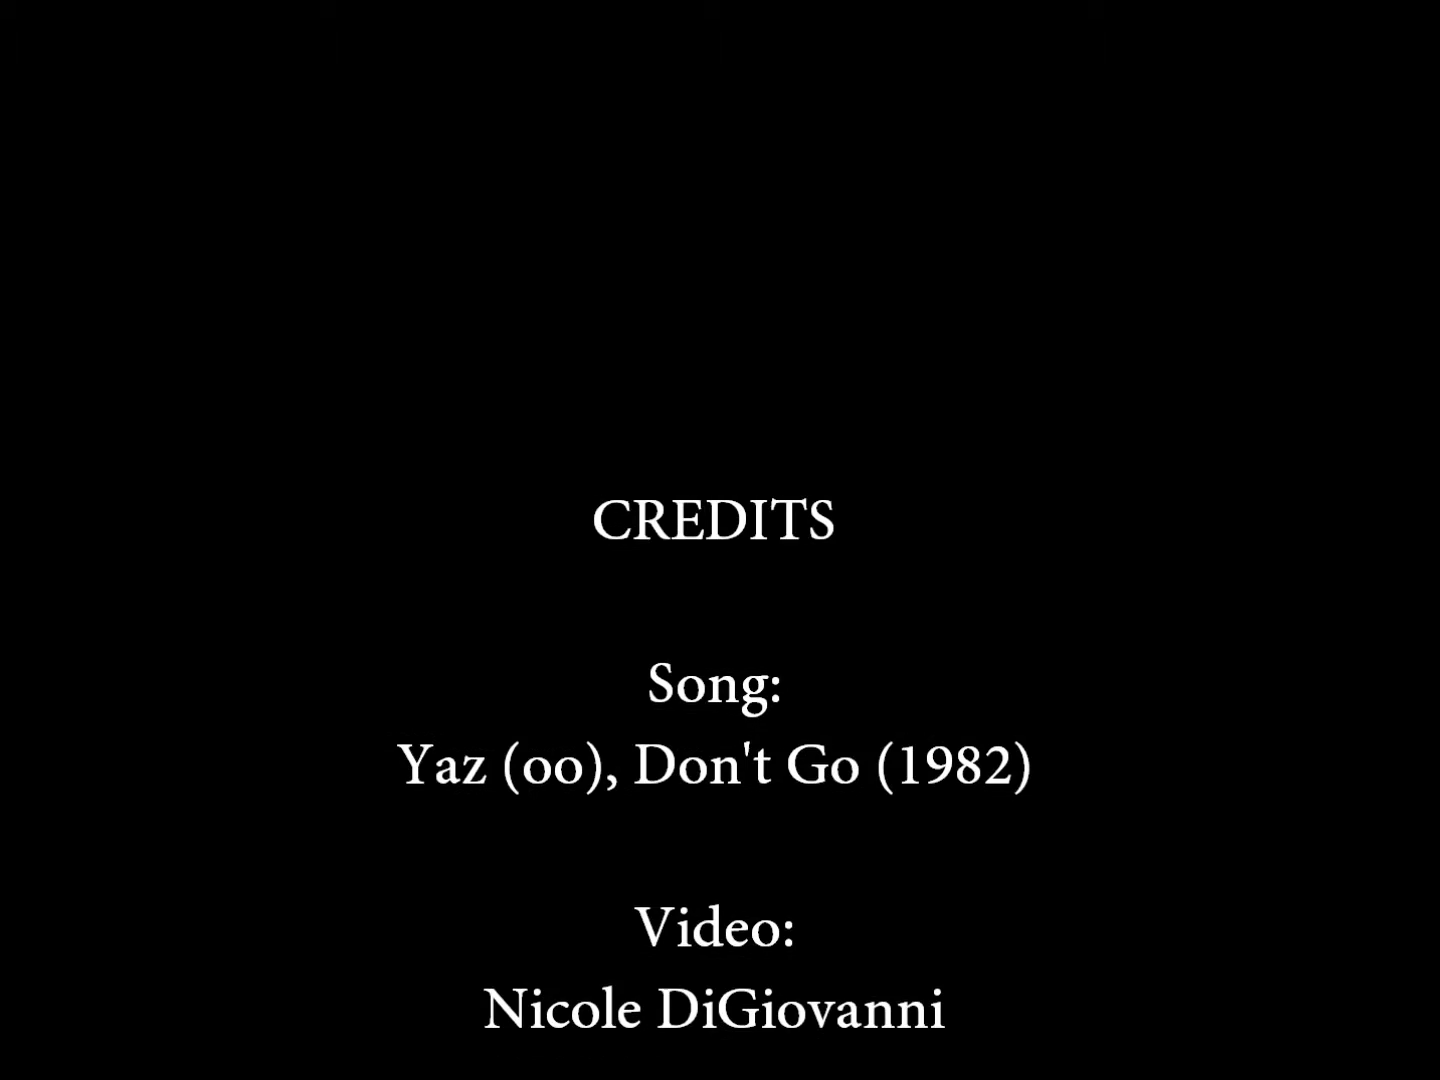 CREDITS
Song:
Yaz (oo), Don't Go (1982)
Video:
Nicole DiGiovanni